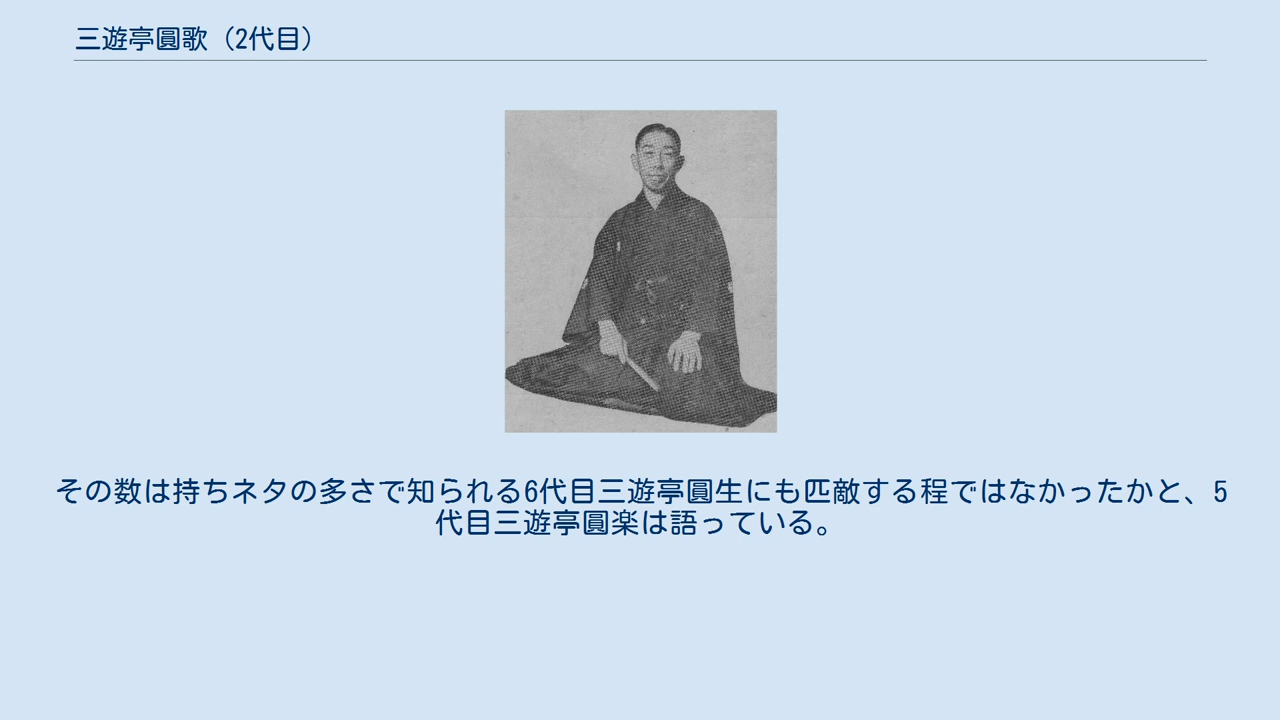 三遊亭圓歌（2代目）
その数は持ちネタの多さで知られる6代目三遊亭圓生にも匹敵する程ではなかったかと、5
代目三遊亭圓楽は語っている。